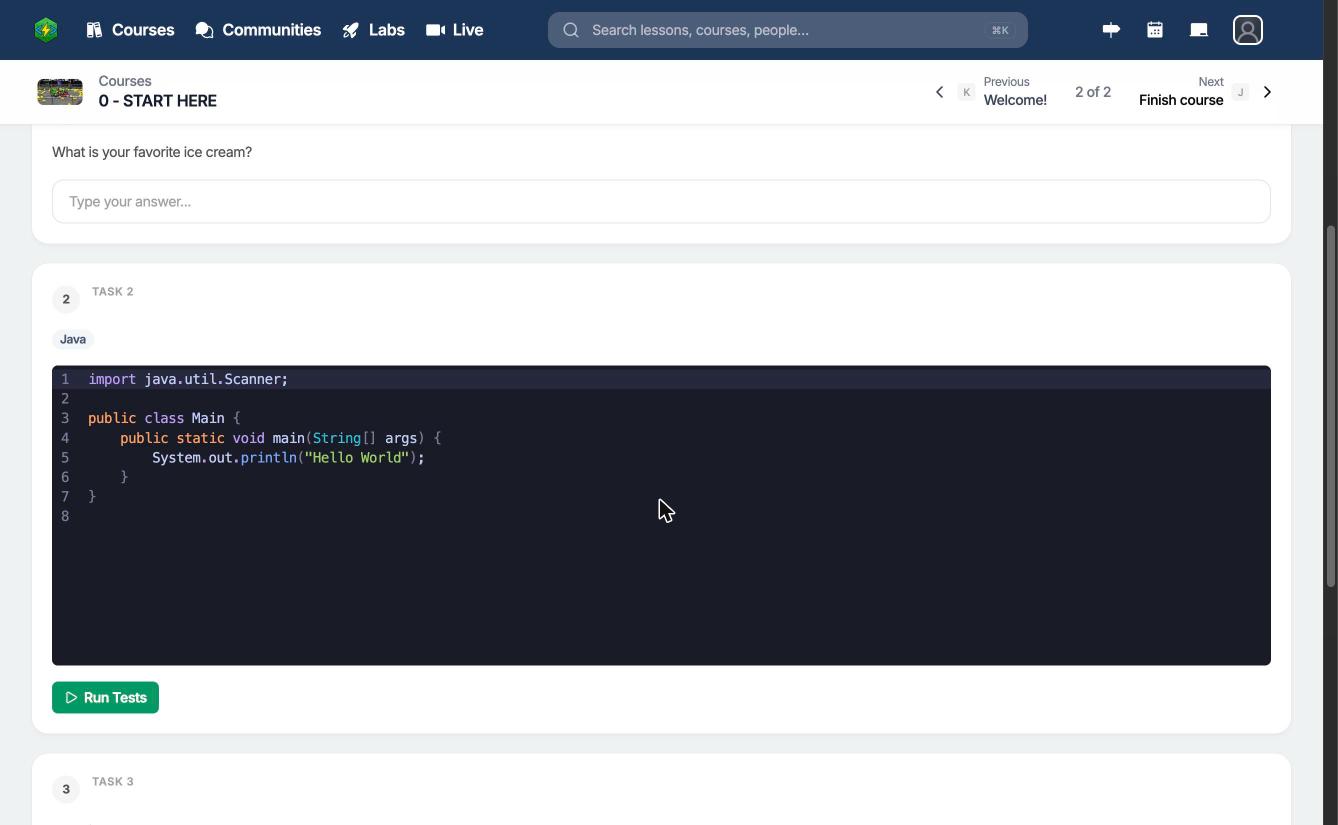 Courses
Communities
Labs
Live
Search lessons, courses, people...
⌘K
Courses
0 - START HERE
K
Previous
Welcome!
2 of 2
Next
Finish course
J
What is your favorite ice cream?
Type your answer...
2
TASK 2
Java
1 import java.util.Scanner;
2
3 public class Main {
4     public static void main(String[] args) {
5         System.out.println("Hello World");
6     }
7 }
8
Run Tests
3
TASK 3